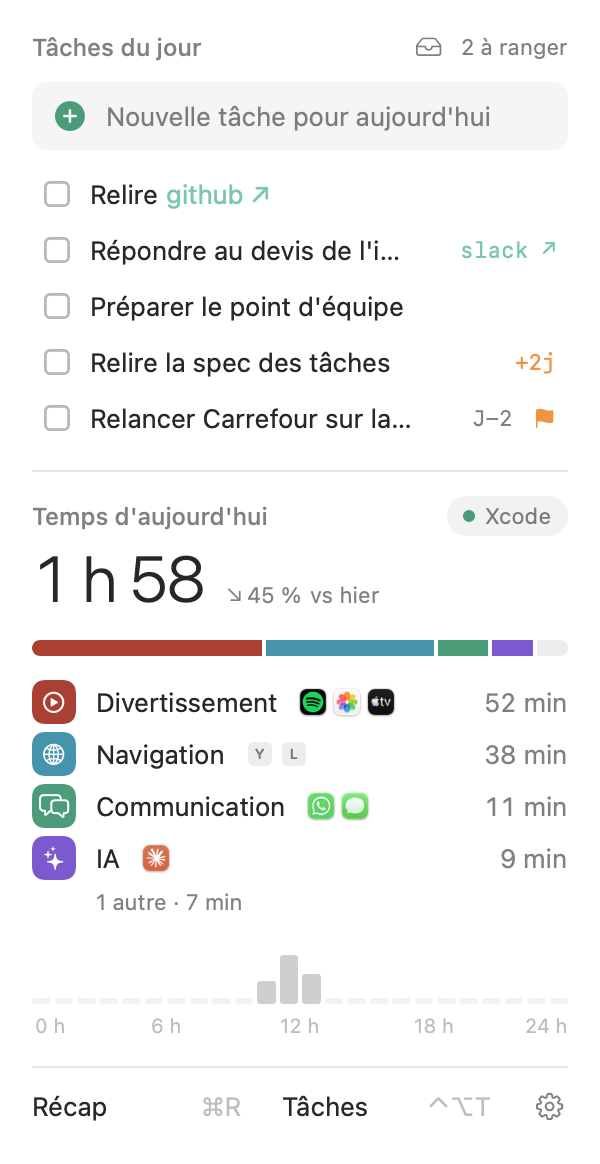 Tâches du jour 2 à ranger
Nouvelle tâche pour aujourd'hui
Relire github ↗
Répondre au devis de l'i... slack ↗
Préparer le point d'équipe
Relire la spec des tâches +2j
Relancer Carrefour sur la... J−2
Temps d'aujourd'hui Xcode
1 h 58 ↘ 45 % vs hier
Divertissement tv 52 min
Navigation Y L 38 min
Communication 11 min
IA 9 min
1 autre · 7 min
0 h 6 h 12 h 18 h 24 h
Récap ⌘R Tâches ^⌥T